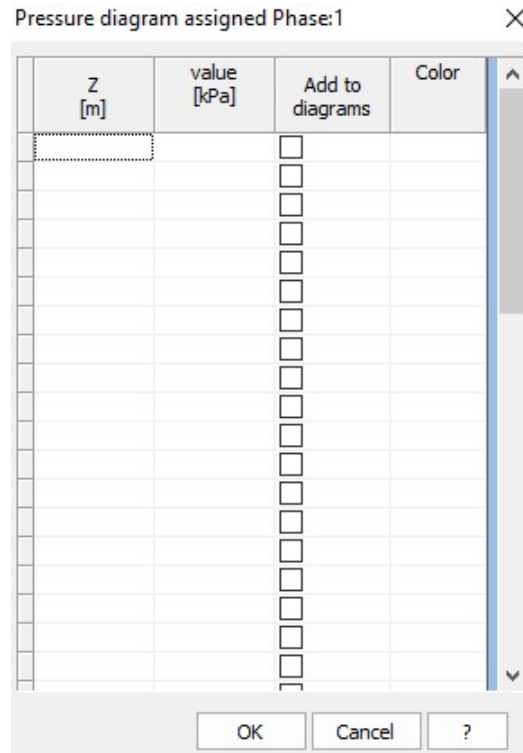 Pressure diagram assigned Phase:1
Z
[m]
value
[kPa]
Add to
diagrams
Color
OK
Cancel
?